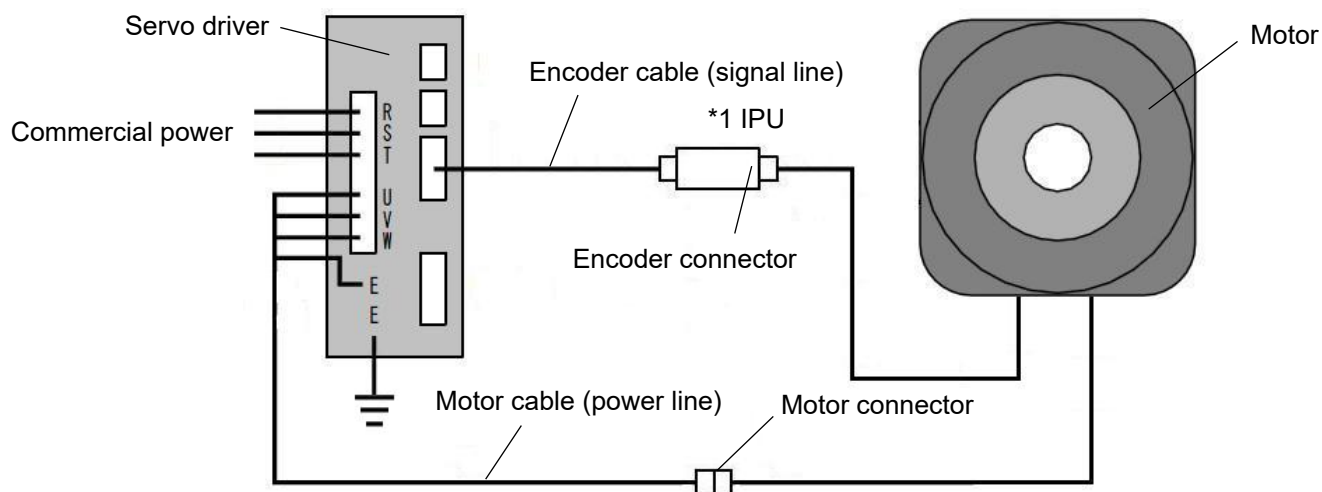 Servo driver
Motor
Encoder cable (signal line)
*1 IPU
Commercial power
R
S
T
U
V
W
Encoder connector
E
E
Motor cable (power line)
Motor connector